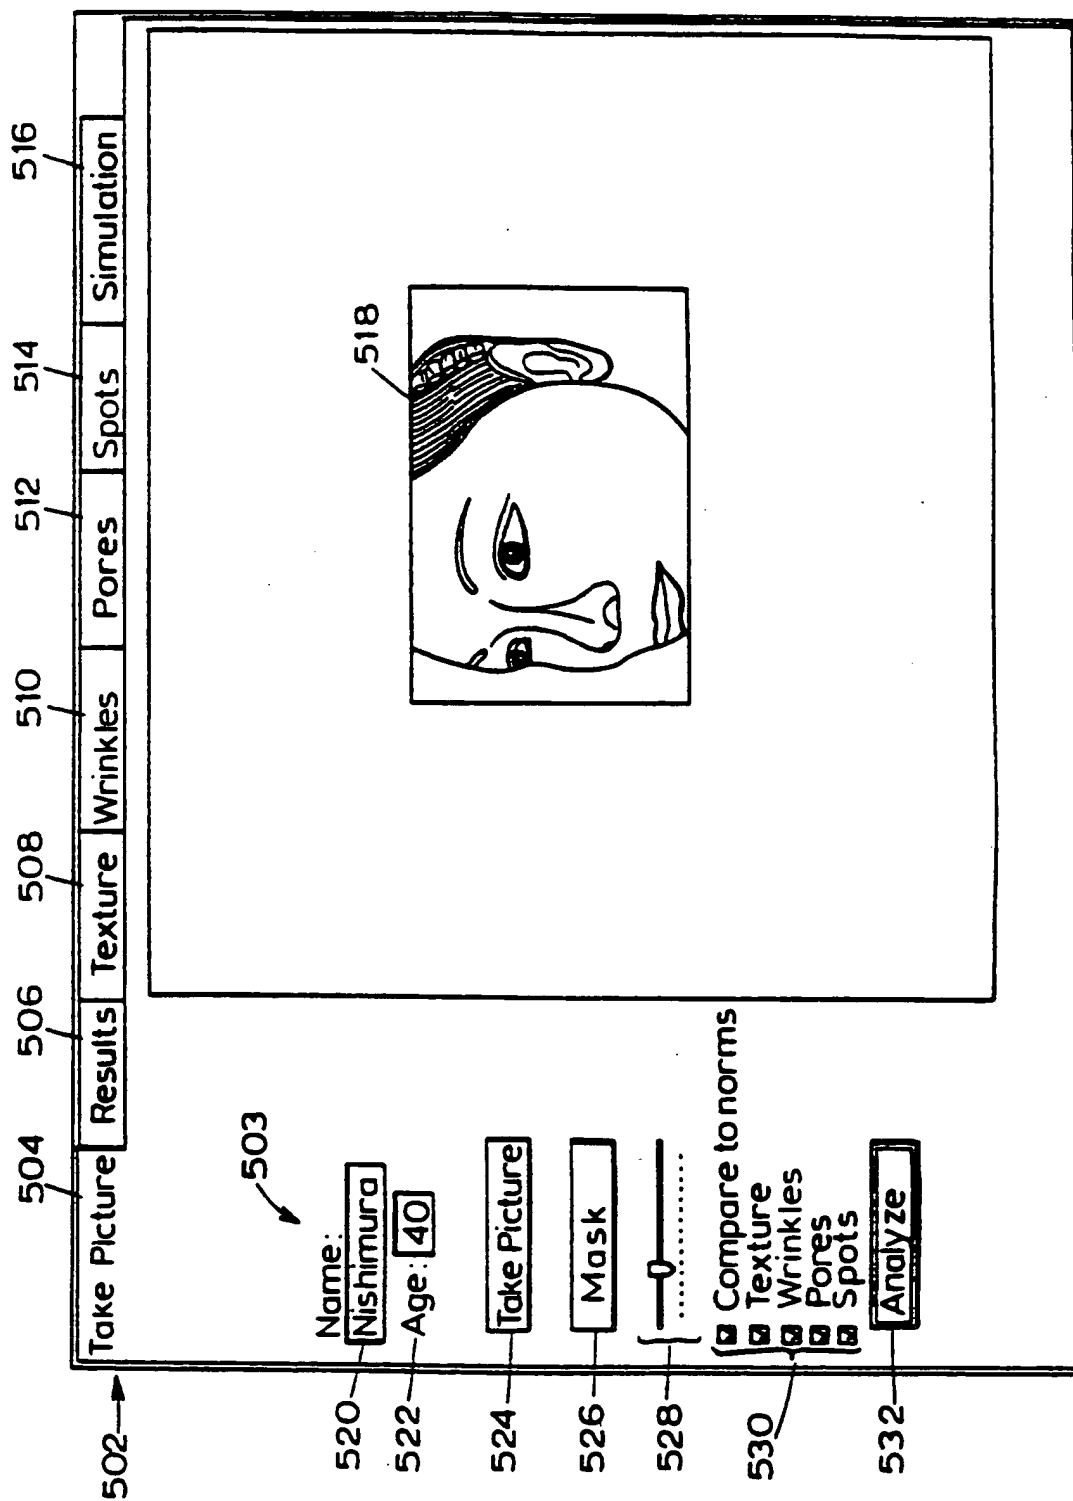 504 506 508 510 512 514 516
Take Picture Results Texture Wrinkles Pores Spots Simulation
502
503
518
Name:
520 Nishimura
522 Age: 40
524 Take Picture
526 Mask
528
530
Compare to norms
Texture
Wrinkles
Pores
Spots
532 Analyze